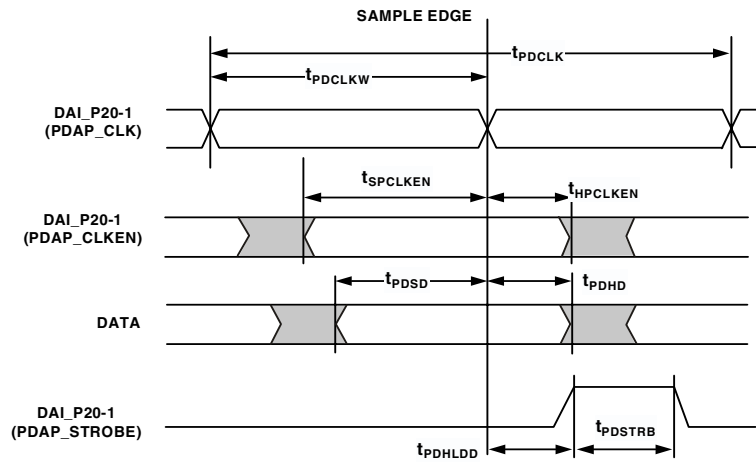 SAMPLE EDGE
tPDCLK
tPDCLKW
DAI_P20-1
(PDAP_CLK)
tSPCLKEN
tHPCLKEN
DAI_P20-1
(PDAP_CLKEN)
tPDSD
tPDHD
DATA
DAI_P20-1
(PDAP_STROBE)
tPDHLDD
tPDSTRB